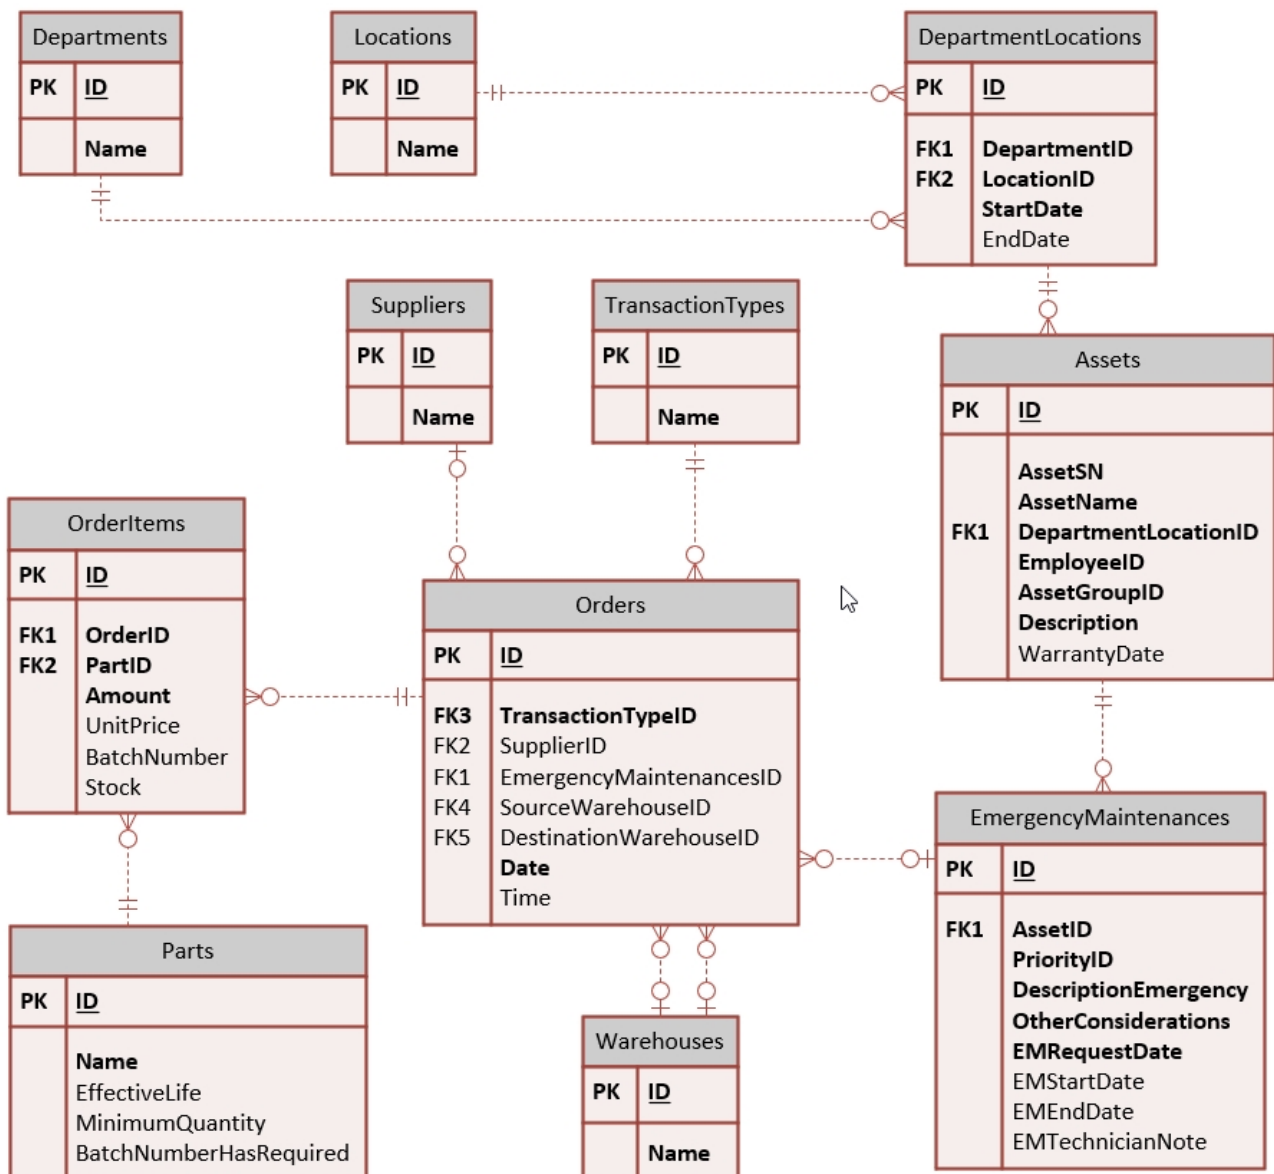 Departments
PK ID
Name
Locations
PK ID
Name
DepartmentLocations
PK ID
FK1 DepartmentID
FK2 LocationID
StartDate
EndDate
Suppliers
PK ID
Name
TransactionTypes
PK ID
Name
Assets
PK ID
AssetSN
AssetName
FK1 DepartmentLocationID
EmployeeID
AssetGroupID
Description
WarrantyDate
OrderItems
PK ID
FK1 OrderID
FK2 PartID
Amount
UnitPrice
BatchNumber
Stock
Orders
PK ID
FK3 TransactionTypeID
FK2 SupplierID
FK1 EmergencyMaintenancesID
FK4 SourceWarehouseID
FK5 DestinationWarehouseID
Date
Time
EmergencyMaintenances
PK ID
FK1 AssetID
PriorityID
DescriptionEmergency
OtherConsiderations
EMRequestDate
EMStartDate
EMEndDate
EMTechnicianNote
Parts
PK ID
Name
EffectiveLife
MinimumQuantity
BatchNumberHasRequired
Warehouses
PK ID
Name